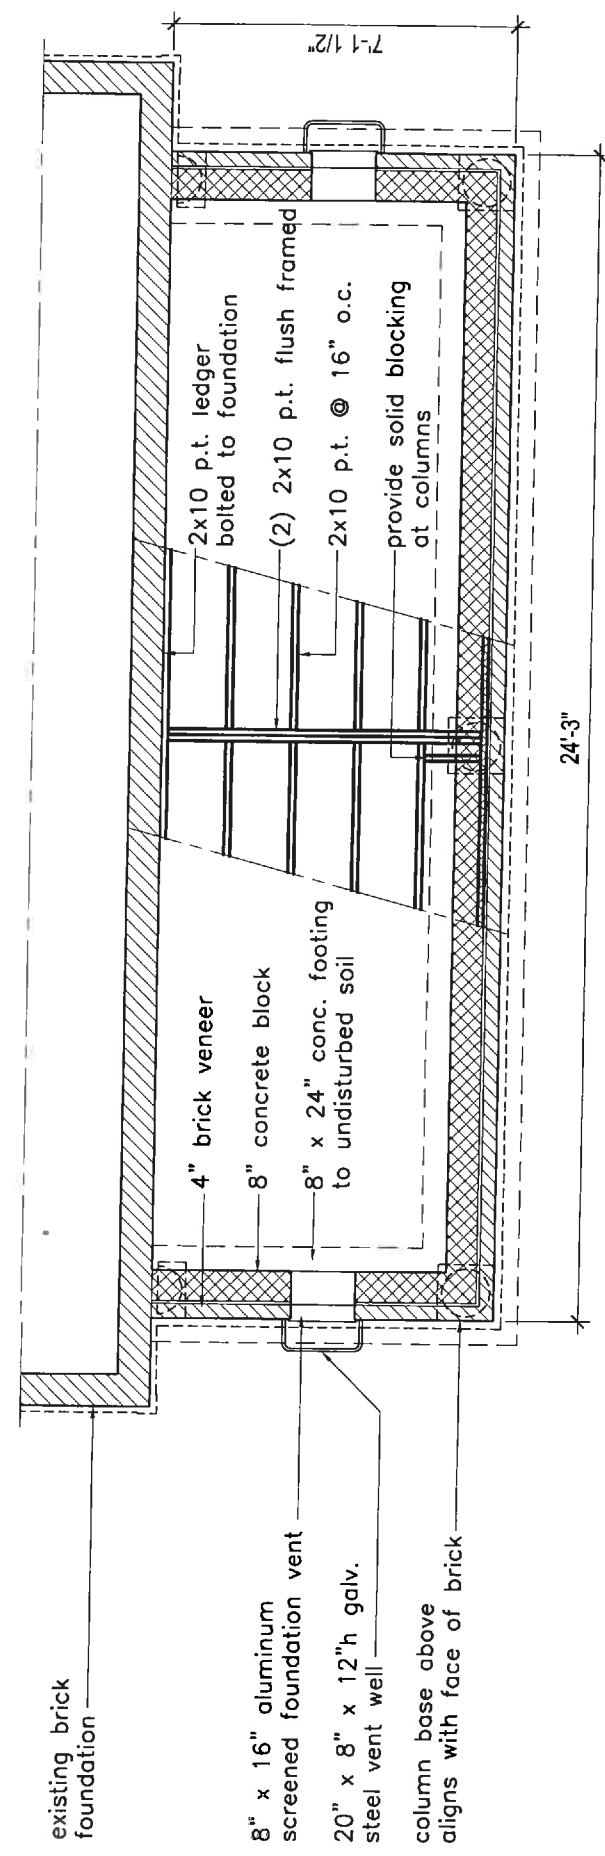 existing brick
foundation
8" x 16" aluminum
screened foundation vent
20" x 8" x 12"h galv.
steel vent well
column base above
aligns with face of brick
4" brick veneer
8" concrete block
8" x 24" conc. footing
to undisturbed soil
2x10 p.t. ledger
bolted to foundation
(2) 2x10 p.t. flush framed
2x10 p.t. @ 16" o.c.
provide solid blocking
at columns
7'-1 1/2"
24'-3"